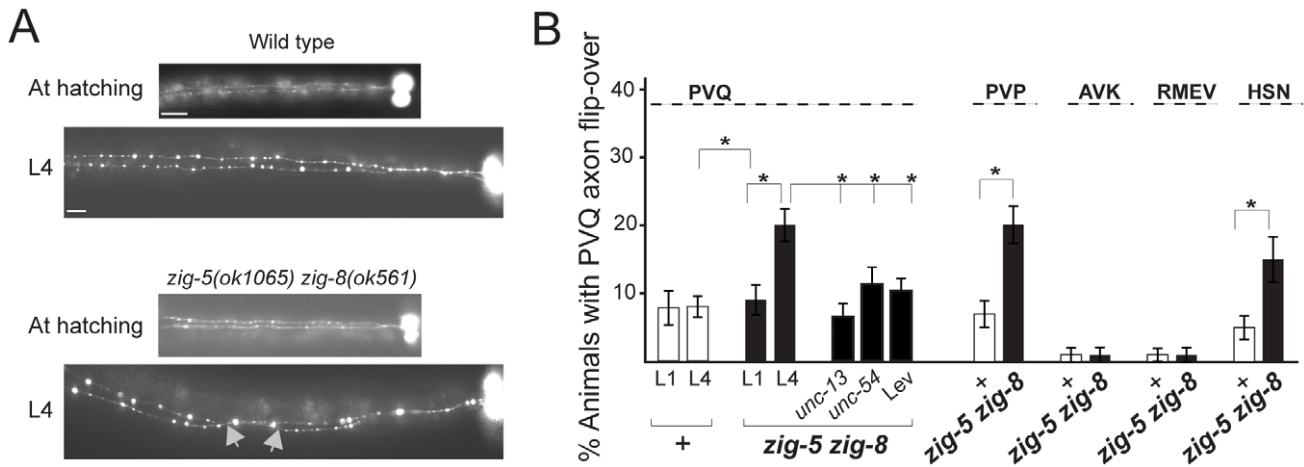 A
Wild type
At hatching
L4
zig-5(ok1065) zig-8(ok561)
At hatching
L4
B
% Animals with PVQ axon flip-over
40
30
20
10
PVQ
PVP
AVK
RMEV
HSN
*
*
*
*
*
*
*
L1
L4
L1
L4
unc-13
unc-54
Lev
+
zig-5 zig-8
+
zig-5 zig-8
+
zig-5 zig-8
+
zig-5 zig-8
+
zig-5 zig-8